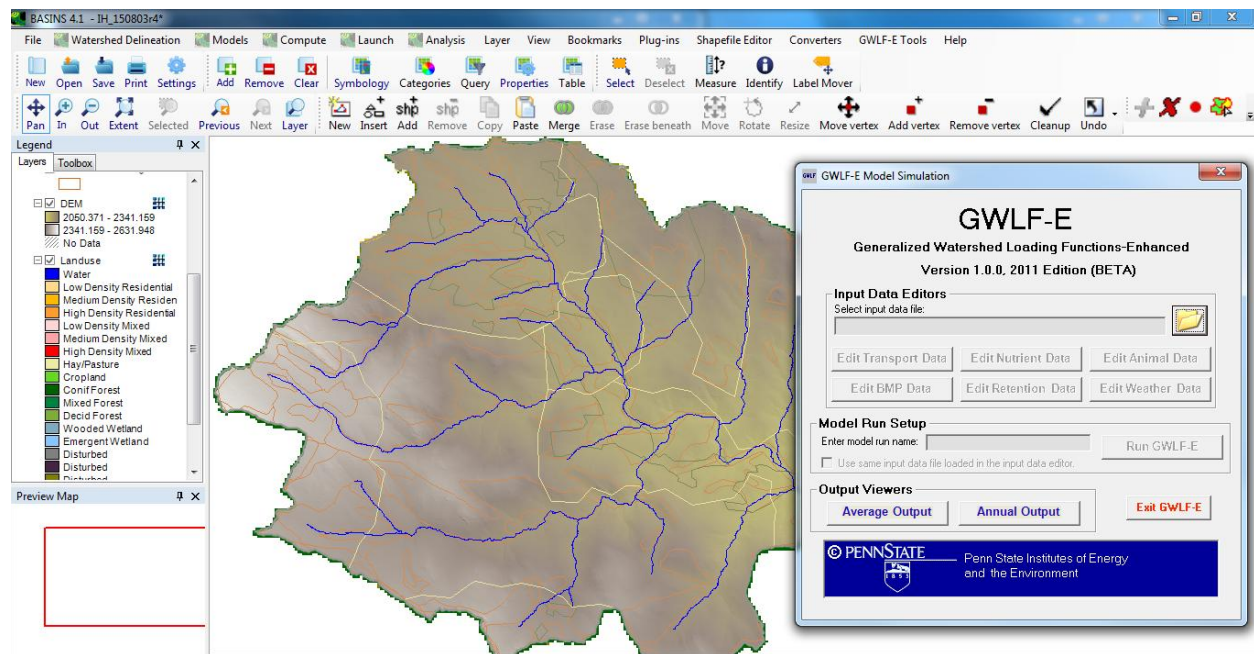 BASINS 4.1 - IH_150803r4*
File Watershed Delineation Models Compute Launch Analysis Layer View Bookmarks Plug-ins Shapefile Editor Converters GWLF-E Tools Help
New Open Save Print Settings Add Remove Clear Symbology Categories Query Properties Table Select Deselect Measure Identify Label Mover
Pan In Out Extent Selected Previous Next Layer New Insert Add Remove Copy Paste Merge Erase Erase beneath Move Rotate Resize Move vertex Add vertex Remove vertex Cleanup Undo
Legend
Layers Toolbox
DEM
2050.371 - 2341.159
2341.159 - 2631.948
No Data
Landuse
Water
Low Density Residential
Medium Density Residen
High Density Residential
Low Density Mixed
Medium Density Mixed
High Density Mixed
Hay/Pasture
Cropland
Conif Forest
Mixed Forest
Decid Forest
Wooded Wetland
Emergent Wetland
Disturbed
Disturbed
Disturbed
Preview Map
GWLF-E Model Simulation
GWLF-E
Generalized Watershed Loading Functions-Enhanced
Version 1.0.0, 2011 Edition (BETA)
Input Data Editors
Select input data file:
Edit Transport Data Edit Nutrient Data Edit Animal Data
Edit BMP Data Edit Retention Data Edit Weather Data
Model Run Setup
Enter model run name:
Run GWLF-E
Use same input data file loaded in the input data editor.
Output Viewers
Average Output Annual Output
Exit GWLF-E
© PENNSTATE
1855
Penn State Institutes of Energy
and the Environment